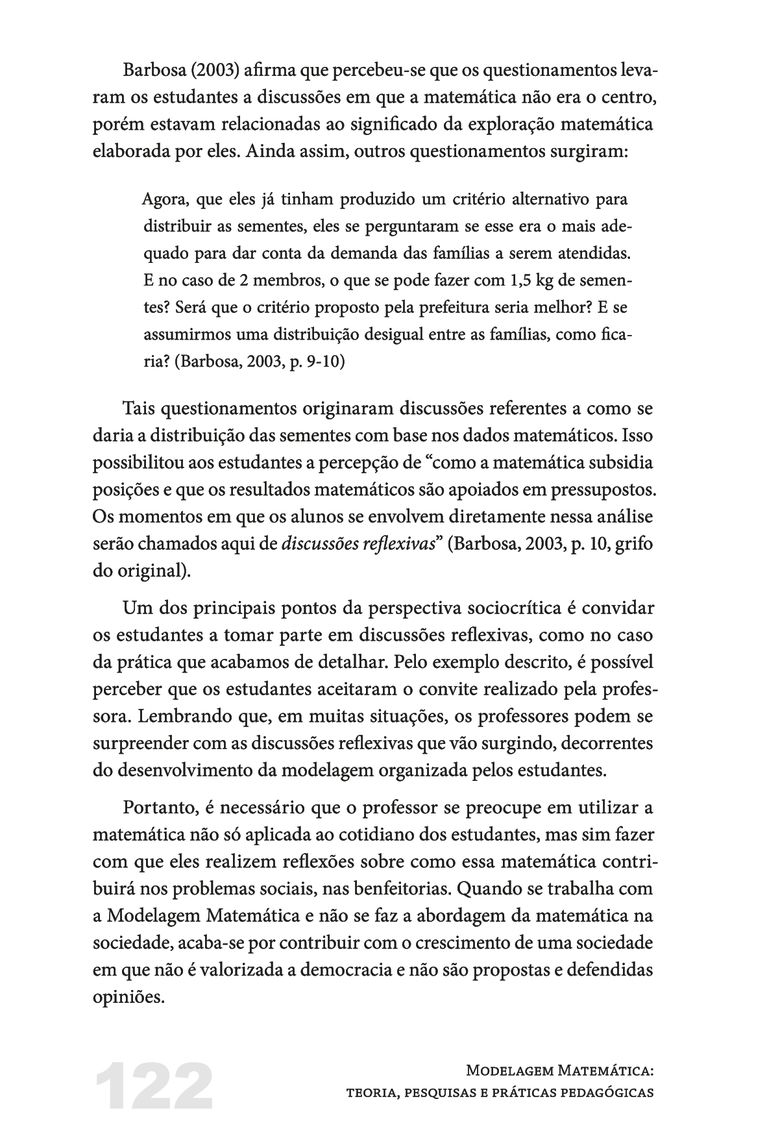 Barbosa (2003) afirma que percebeu-se que os questionamentos leva-
ram os estudantes a discussões em que a matemática não era o centro,
porém estavam relacionadas ao significado da exploração matemática
elaborada por eles. Ainda assim, outros questionamentos surgiram:
Agora, que eles já tinham produzido um critério alternativo para
distribuir as sementes, eles se perguntaram se esse era o mais ade-
quado para dar conta da demanda das famílias a serem atendidas.
E no caso de 2 membros, o que se pode fazer com 1,5 kg de semen-
tes? Será que o critério proposto pela prefeitura seria melhor? E se
assumirmos uma distribuição desigual entre as famílias, como fica-
ria? (Barbosa, 2003, p. 9-10)
Tais questionamentos originaram discussões referentes a como se
daria a distribuição das sementes com base nos dados matemáticos. Isso
possibilitou aos estudantes a percepção de “como a matemática subsidia
posições e que os resultados matemáticos são apoiados em pressupostos.
Os momentos em que os alunos se envolvem diretamente nessa análise
serão chamados aqui de discussões reflexivas” (Barbosa, 2003, p. 10, grifo
do original).
Um dos principais pontos da perspectiva sociocrítica é convidar
os estudantes a tomar parte em discussões reflexivas, como no caso
da prática que acabamos de detalhar. Pelo exemplo descrito, é possível
perceber que os estudantes aceitaram o convite realizado pela profes-
sora. Lembrando que, em muitas situações, os professores podem se
surpreender com as discussões reflexivas que vão surgindo, decorrentes
do desenvolvimento da modelagem organizada pelos estudantes.
Portanto, é necessário que o professor se preocupe em utilizar a
matemática não só aplicada ao cotidiano dos estudantes, mas sim fazer
com que eles realizem reflexões sobre como essa matemática contri-
buirá nos problemas sociais, nas benfeitorias. Quando se trabalha com
a Modelagem Matemática e não se faz a abordagem da matemática na
sociedade, acaba-se por contribuir com o crescimento de uma sociedade
em que não é valorizada a democracia e não são propostas e defendidas
opiniões.
122
Modelagem Matemática:
teoria, pesquisas e práticas pedagógicas